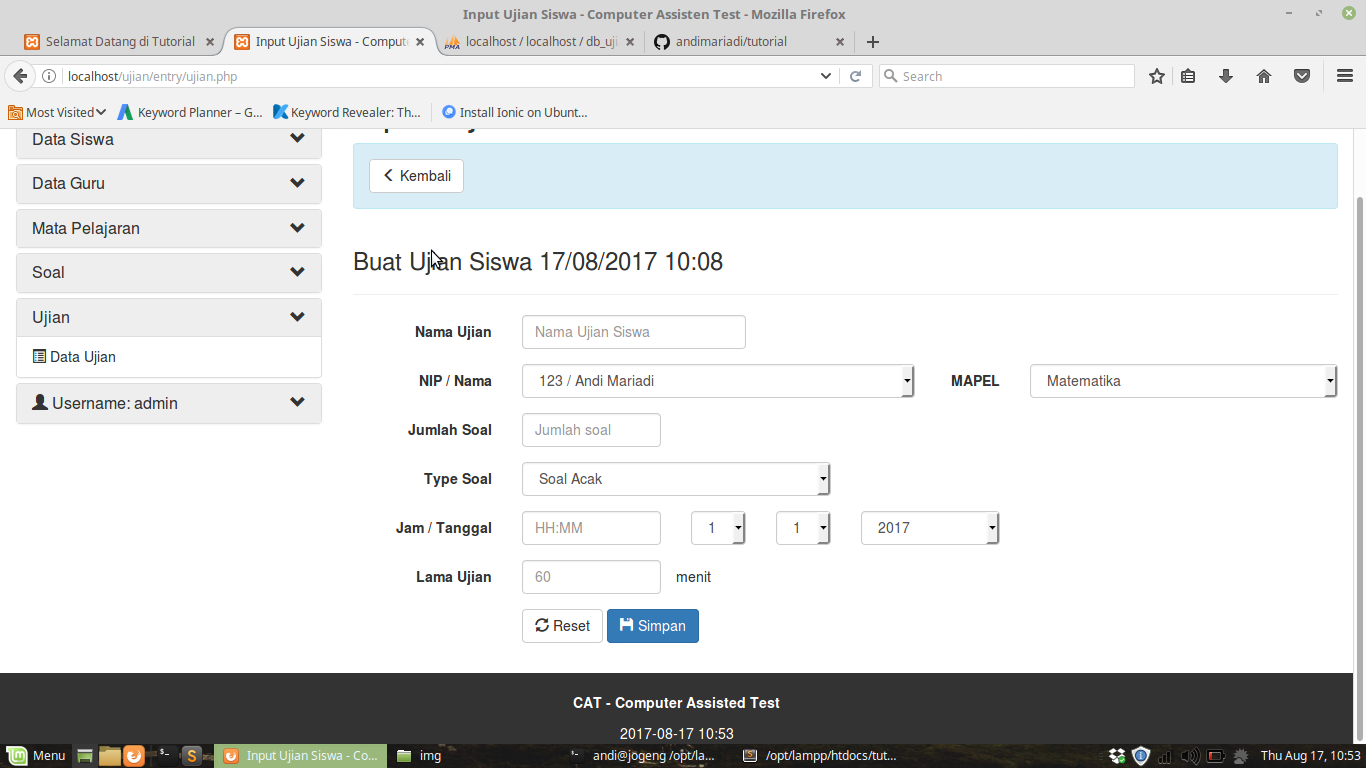 Input Ujian Siswa - Computer Assisten Test - Mozilla Firefox
Selamat Datang di Tutorial
Input Ujian Siswa - Comput
PMA localhost / localhost / db_uji
andimariadi/tutorial
localhost/ujian/entry/ujian.php
Search
Most Visited
Keyword Planner – G...
Keyword Revealer: Th...
Install Ionic on Ubunt...
Data Siswa
Data Guru
Mata Pelajaran
Soal
Ujian
Data Ujian
Username: admin
Kembali
Buat Ujian Siswa 17/08/2017 10:08
Nama Ujian Nama Ujian Siswa
NIP / Nama 123 / Andi Mariadi MAPEL Matematika
Jumlah Soal Jumlah soal
Type Soal Soal Acak
Jam / Tanggal HH:MM 1 1 2017
Lama Ujian 60 menit
Reset Simpan
CAT - Computer Assisted Test
2017-08-17 10:53
Menu
Input Ujian Siswa - Co...
img
andi@jogeng /opt/la...
/opt/lampp/htdocs/tut...
Thu Aug 17, 10:53